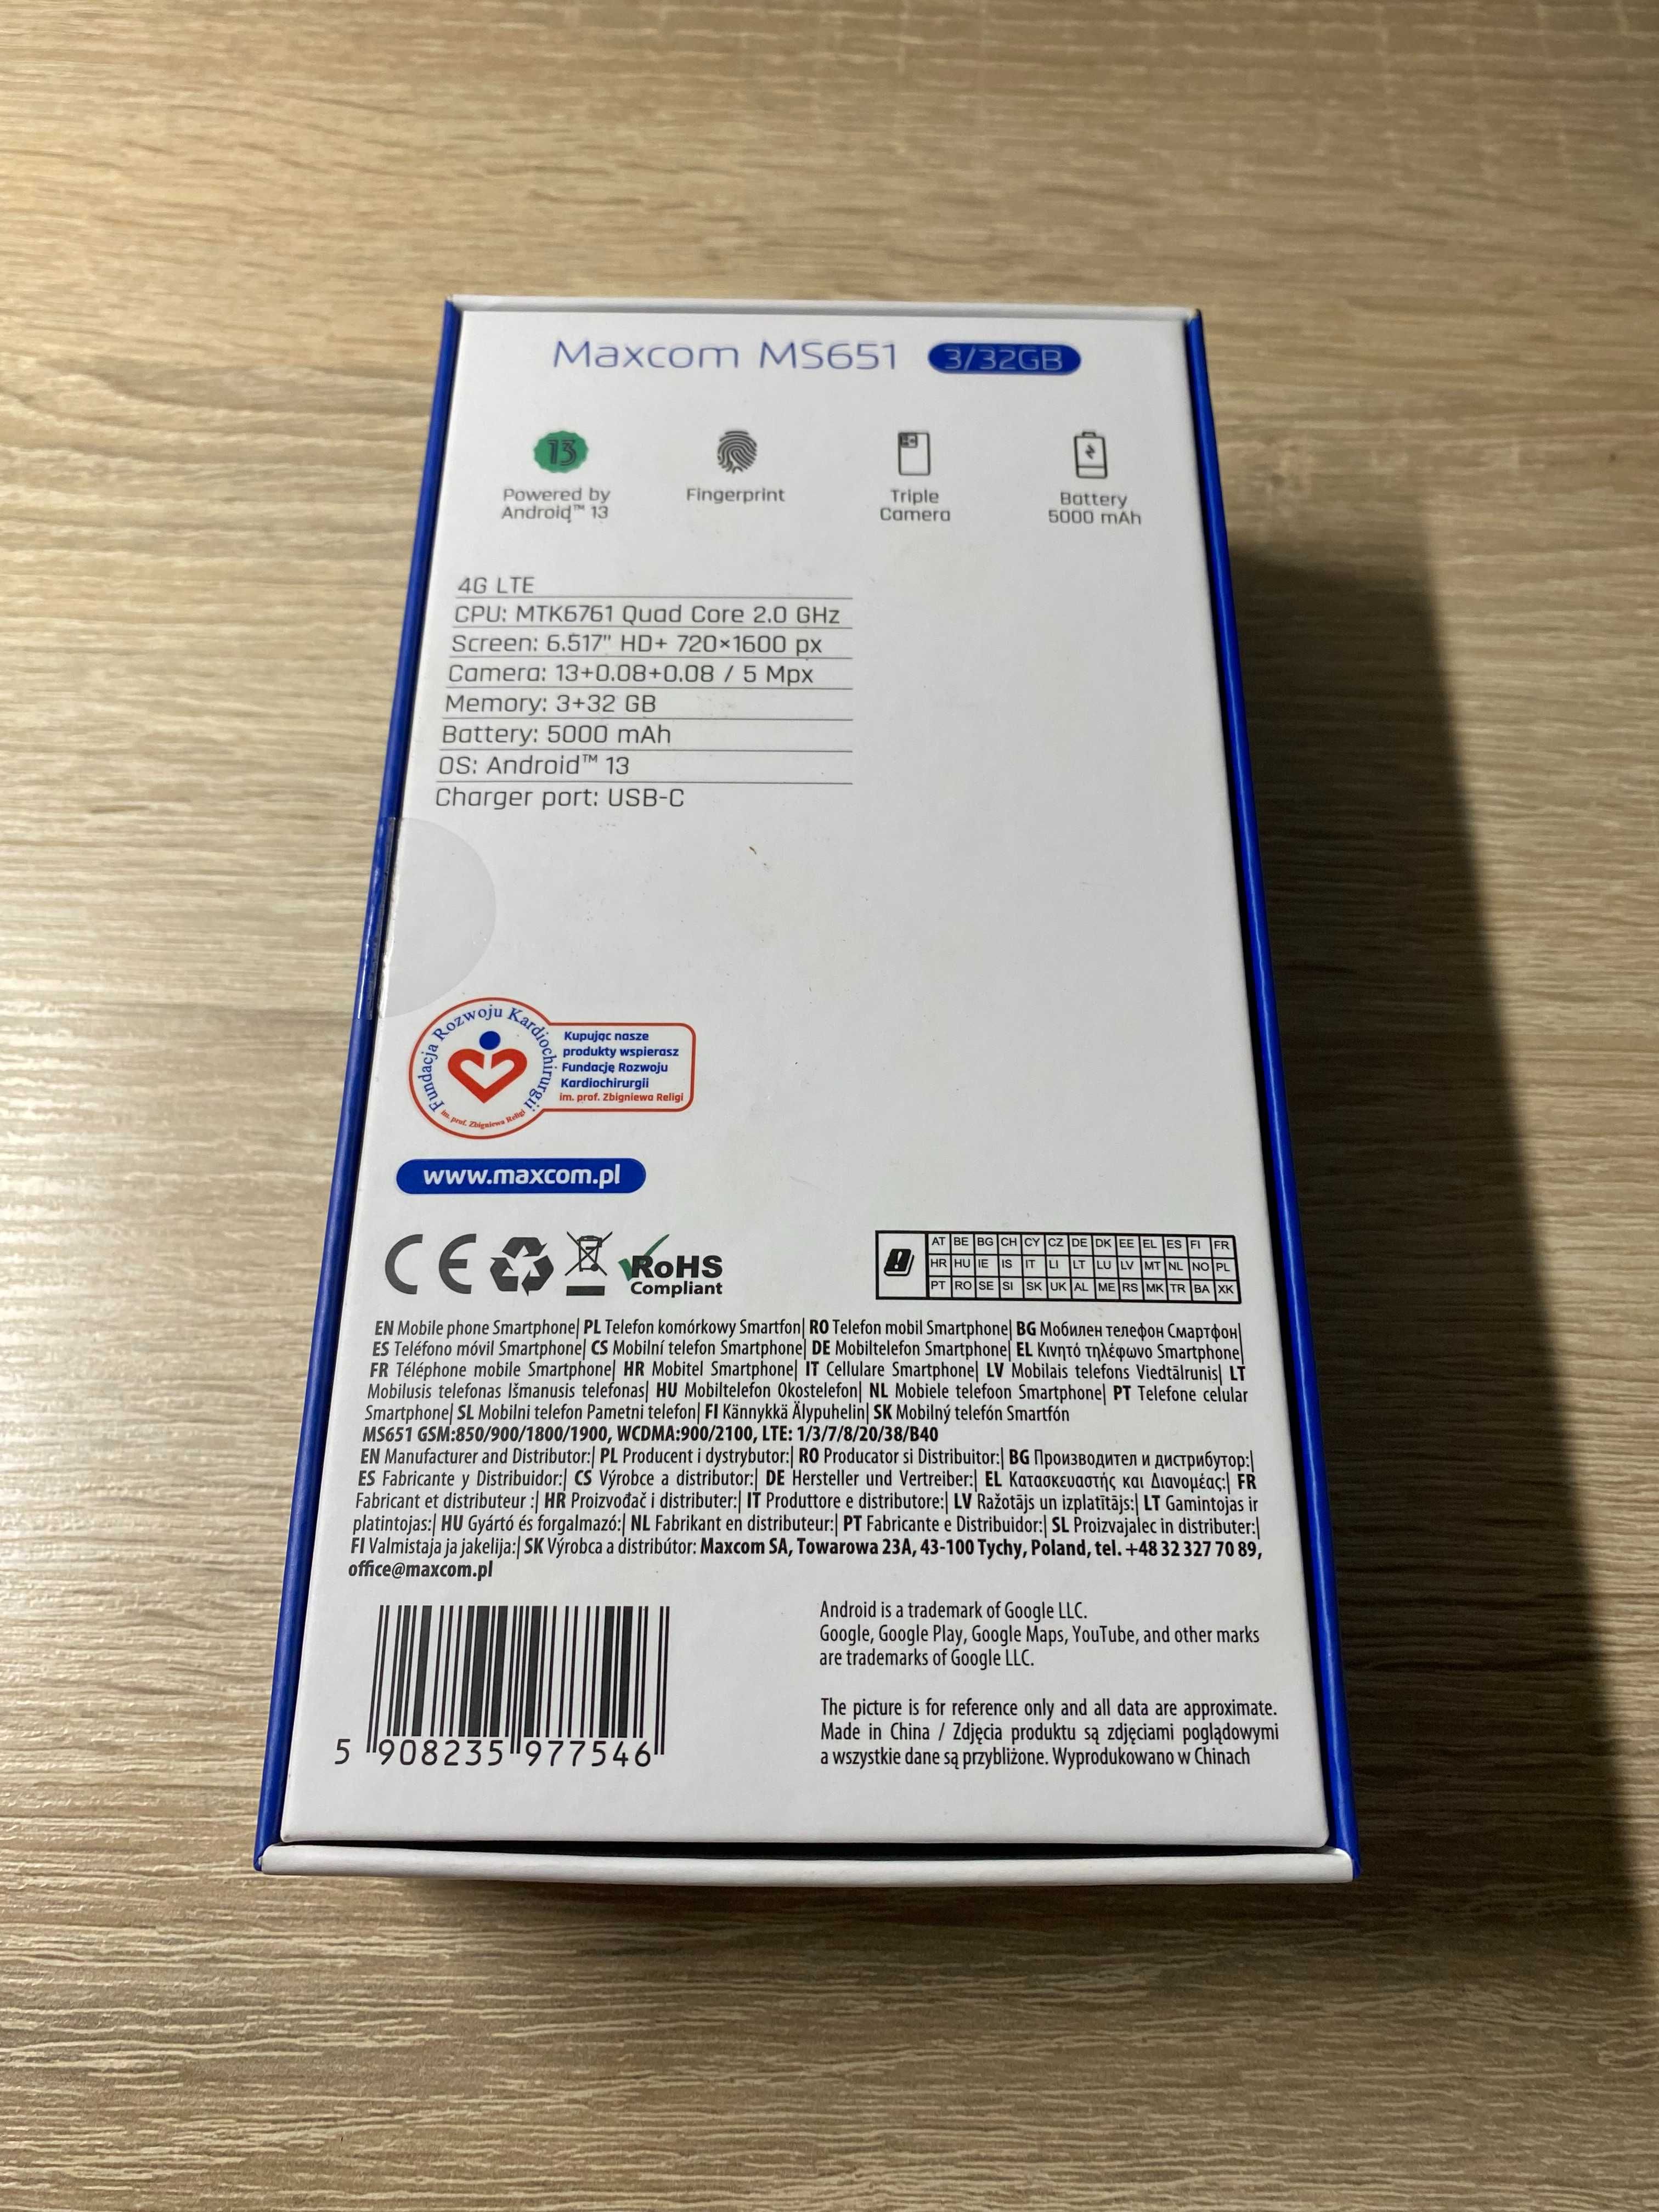 Maxcom MS651 3/32GB
13
Powered by
Android™ 13
Fingerprint
Triple
Camera
Battery
5000 mAh
4G LTE
CPU: MTK6761 Quad Core 2.0 GHz
Screen: 6.517" HD+ 720×1600 px
Camera: 13+0.08+0.08 / 5 Mpx
Memory: 3+32 GB
Battery: 5000 mAh
OS: Android™ 13
Charger port: USB-C
Fundacja Rozwoju Kardiochirurgii
im. prof. Zbigniewa Religi
Kupując nasze
produkty wspierasz
Fundację Rozwoju
Kardiochirurgii
im. prof. Zbigniewa Religi
www.maxcom.pl
CE
RoHS
Compliant
AT BE BG CH CY CZ DE DK EE EL ES FI FR
HR HU IE IS IT LI LT LU LV MT NL NO PL
PT RO SE SI SK UK AL ME RS MK TR BA XK
EN Mobile phone Smartphone| PL Telefon komórkowy Smartfon| RO Telefon mobil Smartphone| BG Мобилен телефон Смартфон|
ES Teléfono móvil Smartphone| CS Mobilní telefon Smartphone| DE Mobiltelefon Smartphone| EL Κινητό τηλέφωνο Smartphone|
FR Téléphone mobile Smartphone| HR Mobitel Smartphone| IT Cellulare Smartphone| LV Mobilais telefons Viedtālrunis| LT
Mobilusis telefonas Išmanusis telefonas| HU Mobiltelefon Okostelefon| NL Mobiele telefoon Smartphone| PT Telefone celular
Smartphone| SL Mobilni telefon Pametni telefon| FI Kännykkä Älypuhelin| SK Mobilný telefón Smartfón
MS651 GSM:850/900/1800/1900, WCDMA:900/2100, LTE: 1/3/7/8/20/38/B40
EN Manufacturer and Distributor:| PL Producent i dystrybutor:| RO Producator si Distribuitor:| BG Производител и дистрибутор:|
ES Fabricante y Distribuidor:| CS Výrobce a distributor:| DE Hersteller und Vertreiber:| EL Κατασκευαστής και Διανομέας:| FR
Fabricant et distributeur :| HR Proizvođač i distributer:| IT Produttore e distributore:| LV Ražotājs un izplatītājs:| LT Gamintojas ir
platintojas:| HU Gyártó és forgalmazó:| NL Fabrikant en distributeur:| PT Fabricante e Distribuidor:| SL Proizvajalec in distributer:|
FI Valmistaja ja jakelija:| SK Výrobca a distribútor: Maxcom SA, Towarowa 23A, 43-100 Tychy, Poland, tel. +48 32 327 70 89,
office@maxcom.pl
5 908235 977546
Android is a trademark of Google LLC.
Google, Google Play, Google Maps, YouTube, and other marks
are trademarks of Google LLC.
The picture is for reference only and all data are approximate.
Made in China / Zdjęcia produktu są zdjęciami poglądowymi
a wszystkie dane są przybliżone. Wyprodukowano w Chinach